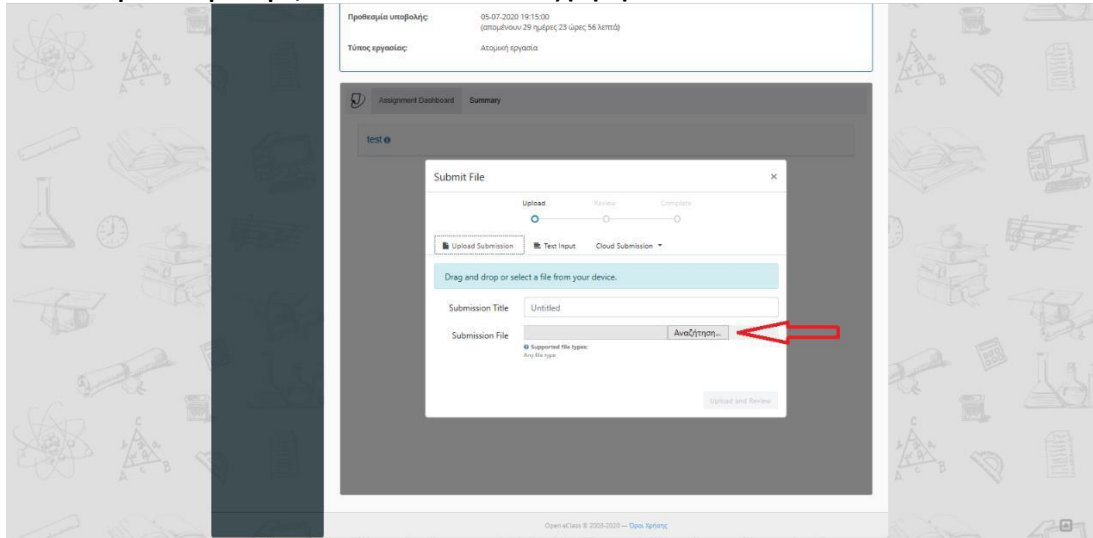 Προθεσμία υποβολής: 05-07-2020 19:15:00
(απομένουν 29 ημέρες 23 ώρες 56 λεπτά)
Τύπος εργασίας: Ατομική εργασία
Assignment Dashboard Summary
test
Submit File ×
Upload Review Complete
Upload Submission Text Input Cloud Submission
Drag and drop or select a file from your device.
Submission Title Untitled
Submission File Αναζήτηση...
Supported file types:
Any file type
Upload and Review
Open eClass © 2003-2020 — Όροι Χρήσης